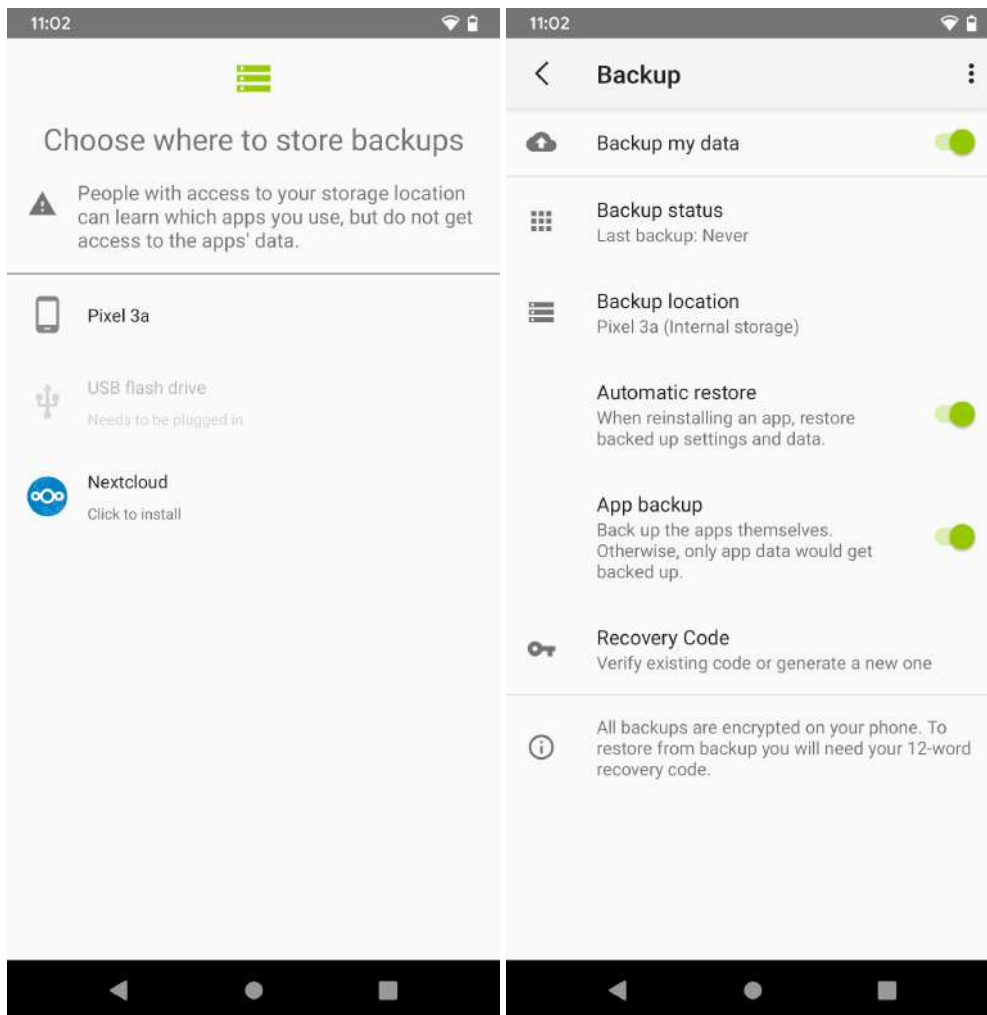 11:02
Choose where to store backups
People with access to your storage location
can learn which apps you use, but do not get
access to the apps' data.
Pixel 3a
USB flash drive
Needs to be plugged in
Nextcloud
Click to install
11:02
Backup
Backup my data
Backup status
Last backup: Never
Backup location
Pixel 3a (Internal storage)
Automatic restore
When reinstalling an app, restore
backed up settings and data.
App backup
Back up the apps themselves.
Otherwise, only app data would get
backed up.
Recovery Code
Verify existing code or generate a new one
All backups are encrypted on your phone. To
restore from backup you will need your 12-word
recovery code.